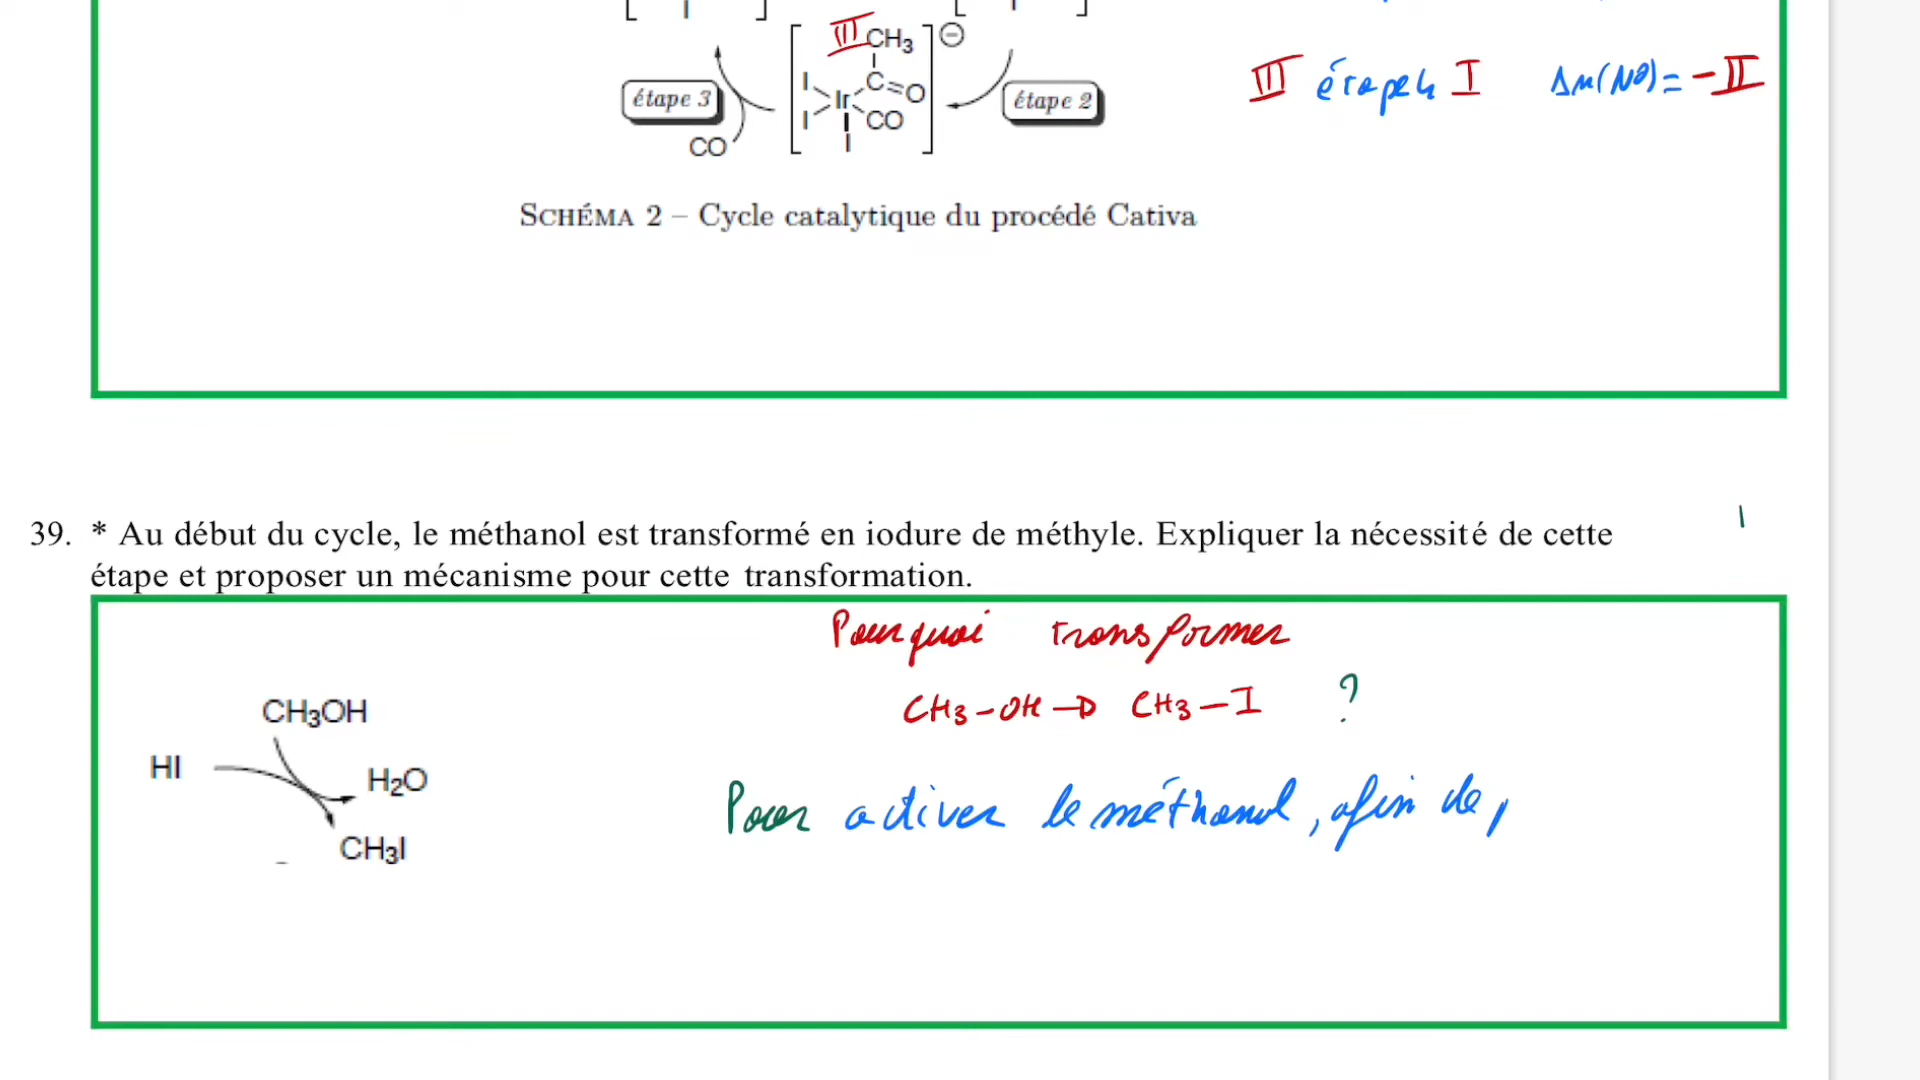 III
CH3
I
C=O
Ir
I
CO
I
étape 3
étape 2
CO
III étape 4 I Δn(NO) = -II
SCHÉMA 2 – Cycle catalytique du procédé Cativa
39. * Au début du cycle, le méthanol est transformé en iodure de méthyle. Expliquer la nécessité de cette
étape et proposer un mécanisme pour cette transformation.
Pourquoi transformer
CH3-OH → CH3-I ?
CH3OH
HI
H2O
CH3I
Pour activer le méthanol, afin de